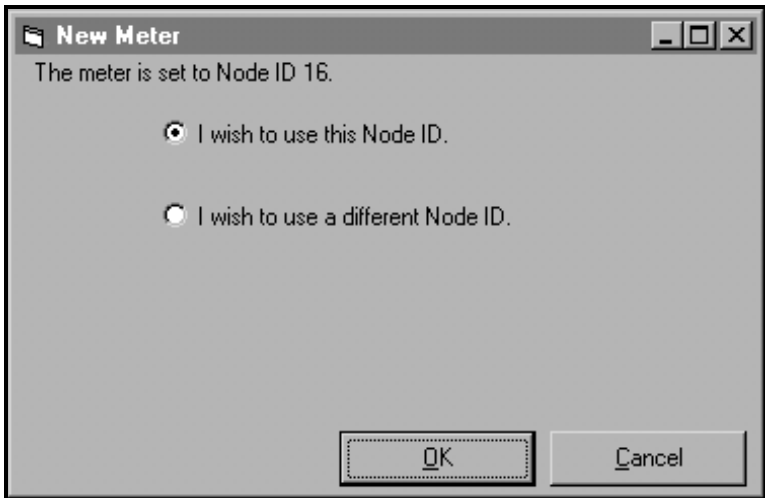 New Meter
The meter is set to Node ID 16.
I wish to use this Node ID.
I wish to use a different Node ID.
OK Cancel